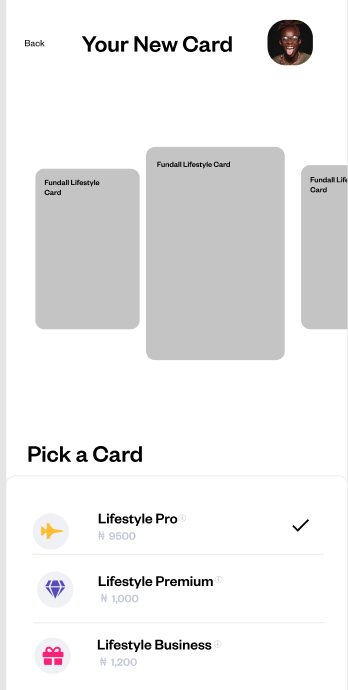 Back
Your New Card
Fundall Lifestyle
Card
Fundall Lifestyle Card
Fundall Life
Card
Pick a Card
Lifestyle Pro
₦ 9500
Lifestyle Premium
₦ 1,000
Lifestyle Business
₦ 1,200